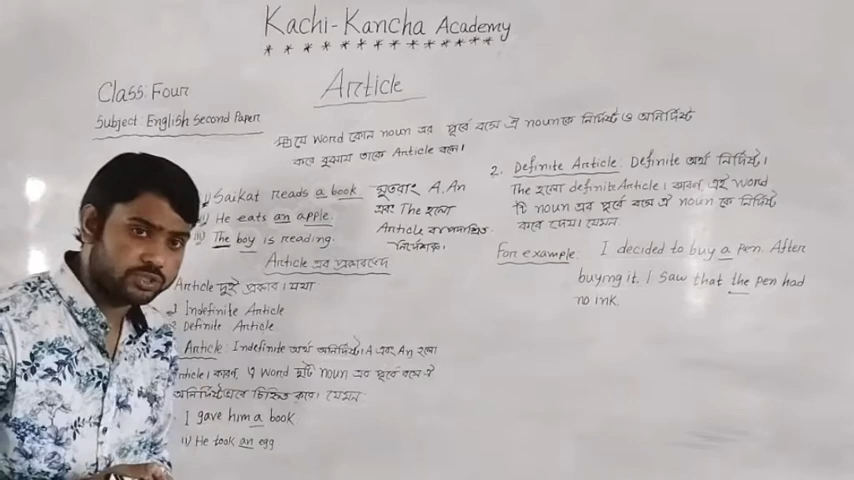 Kachi-Kancha Academy
Article
Class: Four
Subject: English Second Paper
যে word কোন noun এর পূর্বে বসে ঐ noun কে নির্দিষ্ট ও অনির্দিষ্ট
করে বুঝায় তাকে Article বলে।
i) Saikat reads a book
ii) He eats an apple.
iii) The boy is reading.
সুতরাং A, An
এবং The হলো
Article বা পদাশ্রিত
নির্দেশক।
Article এর প্রকারভেদ
Article দুই প্রকার। যথা
1 Indefinite Article
2 Definite Article
Article: Indefinite অর্থ অনির্দিষ্ট। A এবং An হলো
Article। কারণ, word দুটি noun এর পূর্বে বসে ঐ
অনির্দিষ্টভাবে চিহ্নিত করে। যেমন
I gave him a book
ii) He took an egg
2. Definite Article: Definite অর্থ নির্দিষ্ট।
The হলো definite Article। কারণ, এই word
টি noun এর পূর্বে বসে ঐ noun কে নির্দিষ্ট
করে দেয়। যেমন
For example: I decided to buy a pen. After
buying it, I saw that the pen had
no ink.